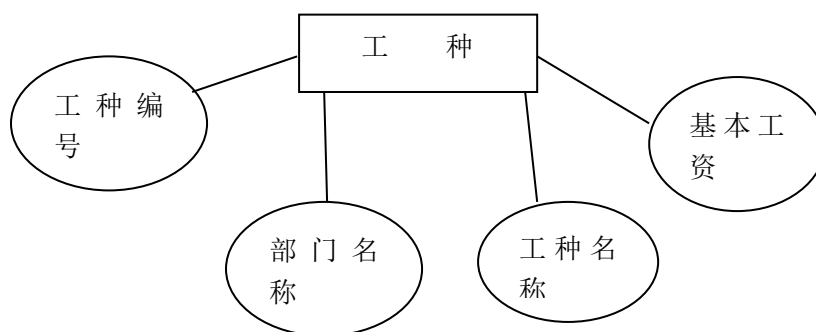 工 种
工 种 编
号
基 本 工
资
部 门 名
称
工 种 名
称